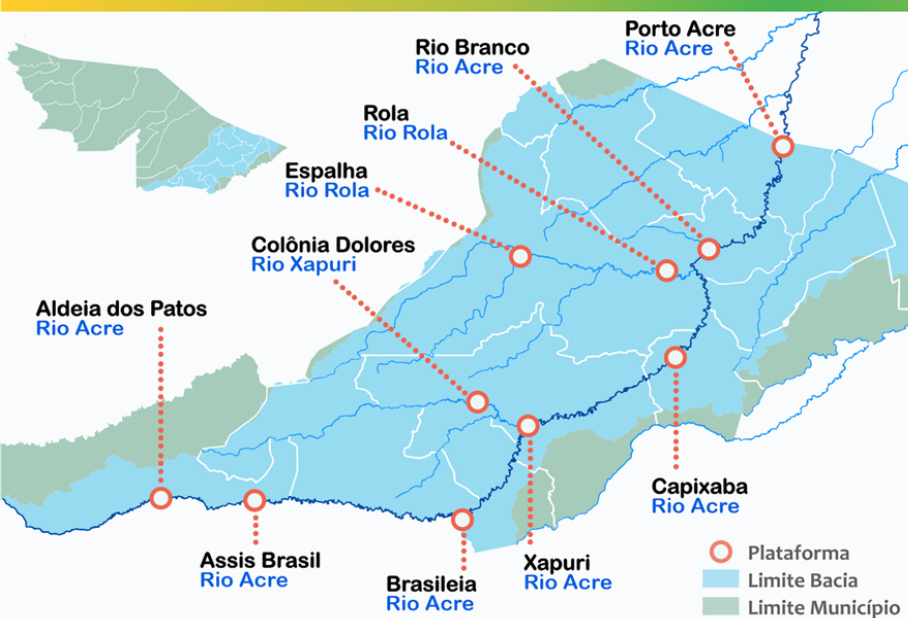 Porto Acre
Rio Acre
Rio Branco
Rio Acre
Rola
Rio Rola
Espalha
Rio Rola
Colônia Dolores
Rio Xapuri
Aldeia dos Patos
Rio Acre
Capixaba
Rio Acre
Assis Brasil
Rio Acre
Brasileia
Rio Acre
Xapuri
Rio Acre
Plataforma
Limite Bacia
Limite Município